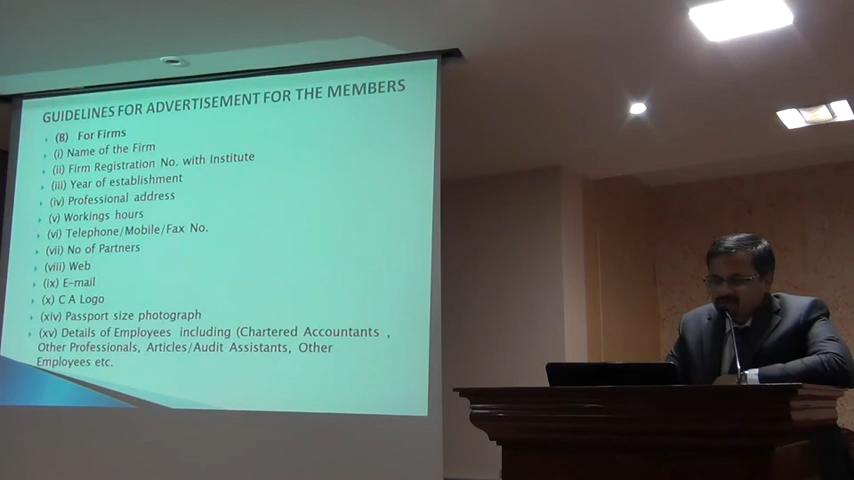 GUIDELINES FOR ADVERTISEMENT FOR THE MEMBERS
(B) For Firms
(i) Name of the Firm
(ii) Firm Registration No. with Institute
(iii) Year of establishment
(iv) Professional address
(v) Workings hours
(vi) Telephone/Mobile/Fax No.
(vii) No of Partners
(viii) Web
(ix) E-mail
(x) C A Logo
(xiv) Passport size photograph
(xv) Details of Employees including (Chartered Accountants ,
Other Professionals, Articles/Audit Assistants, Other
Employees etc.